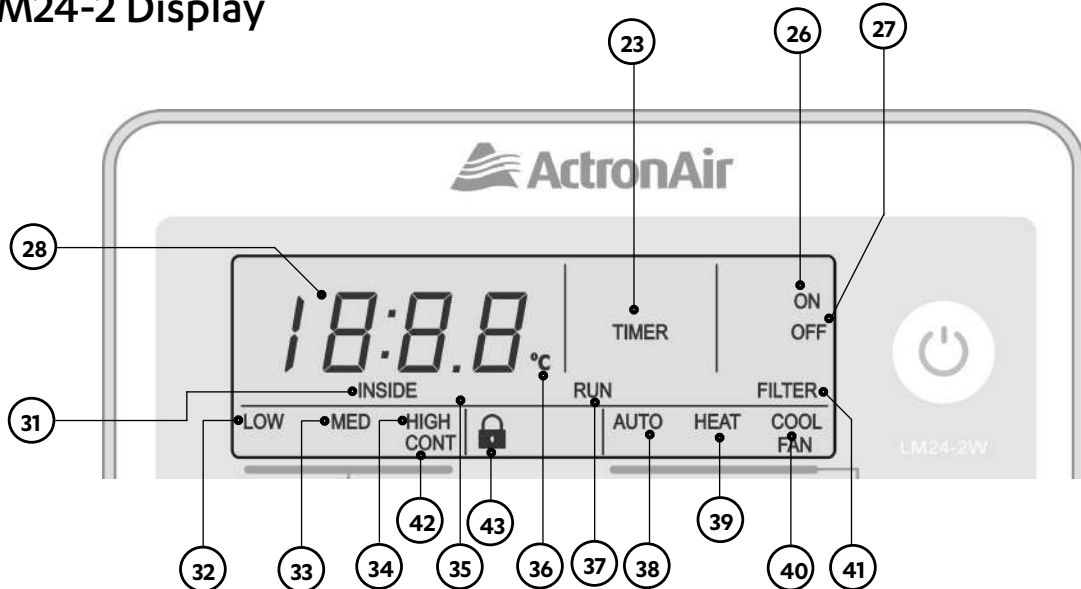 M24-2 Display
23
26
27
ActronAir
28
18:8.8 °C
TIMER
ON
OFF
31
INSIDE
RUN
FILTER
LOW MED HIGH AUTO HEAT COOL
CONT FAN
LM24-2W
42
43
39
32
33
34
35
36
37
38
40
41